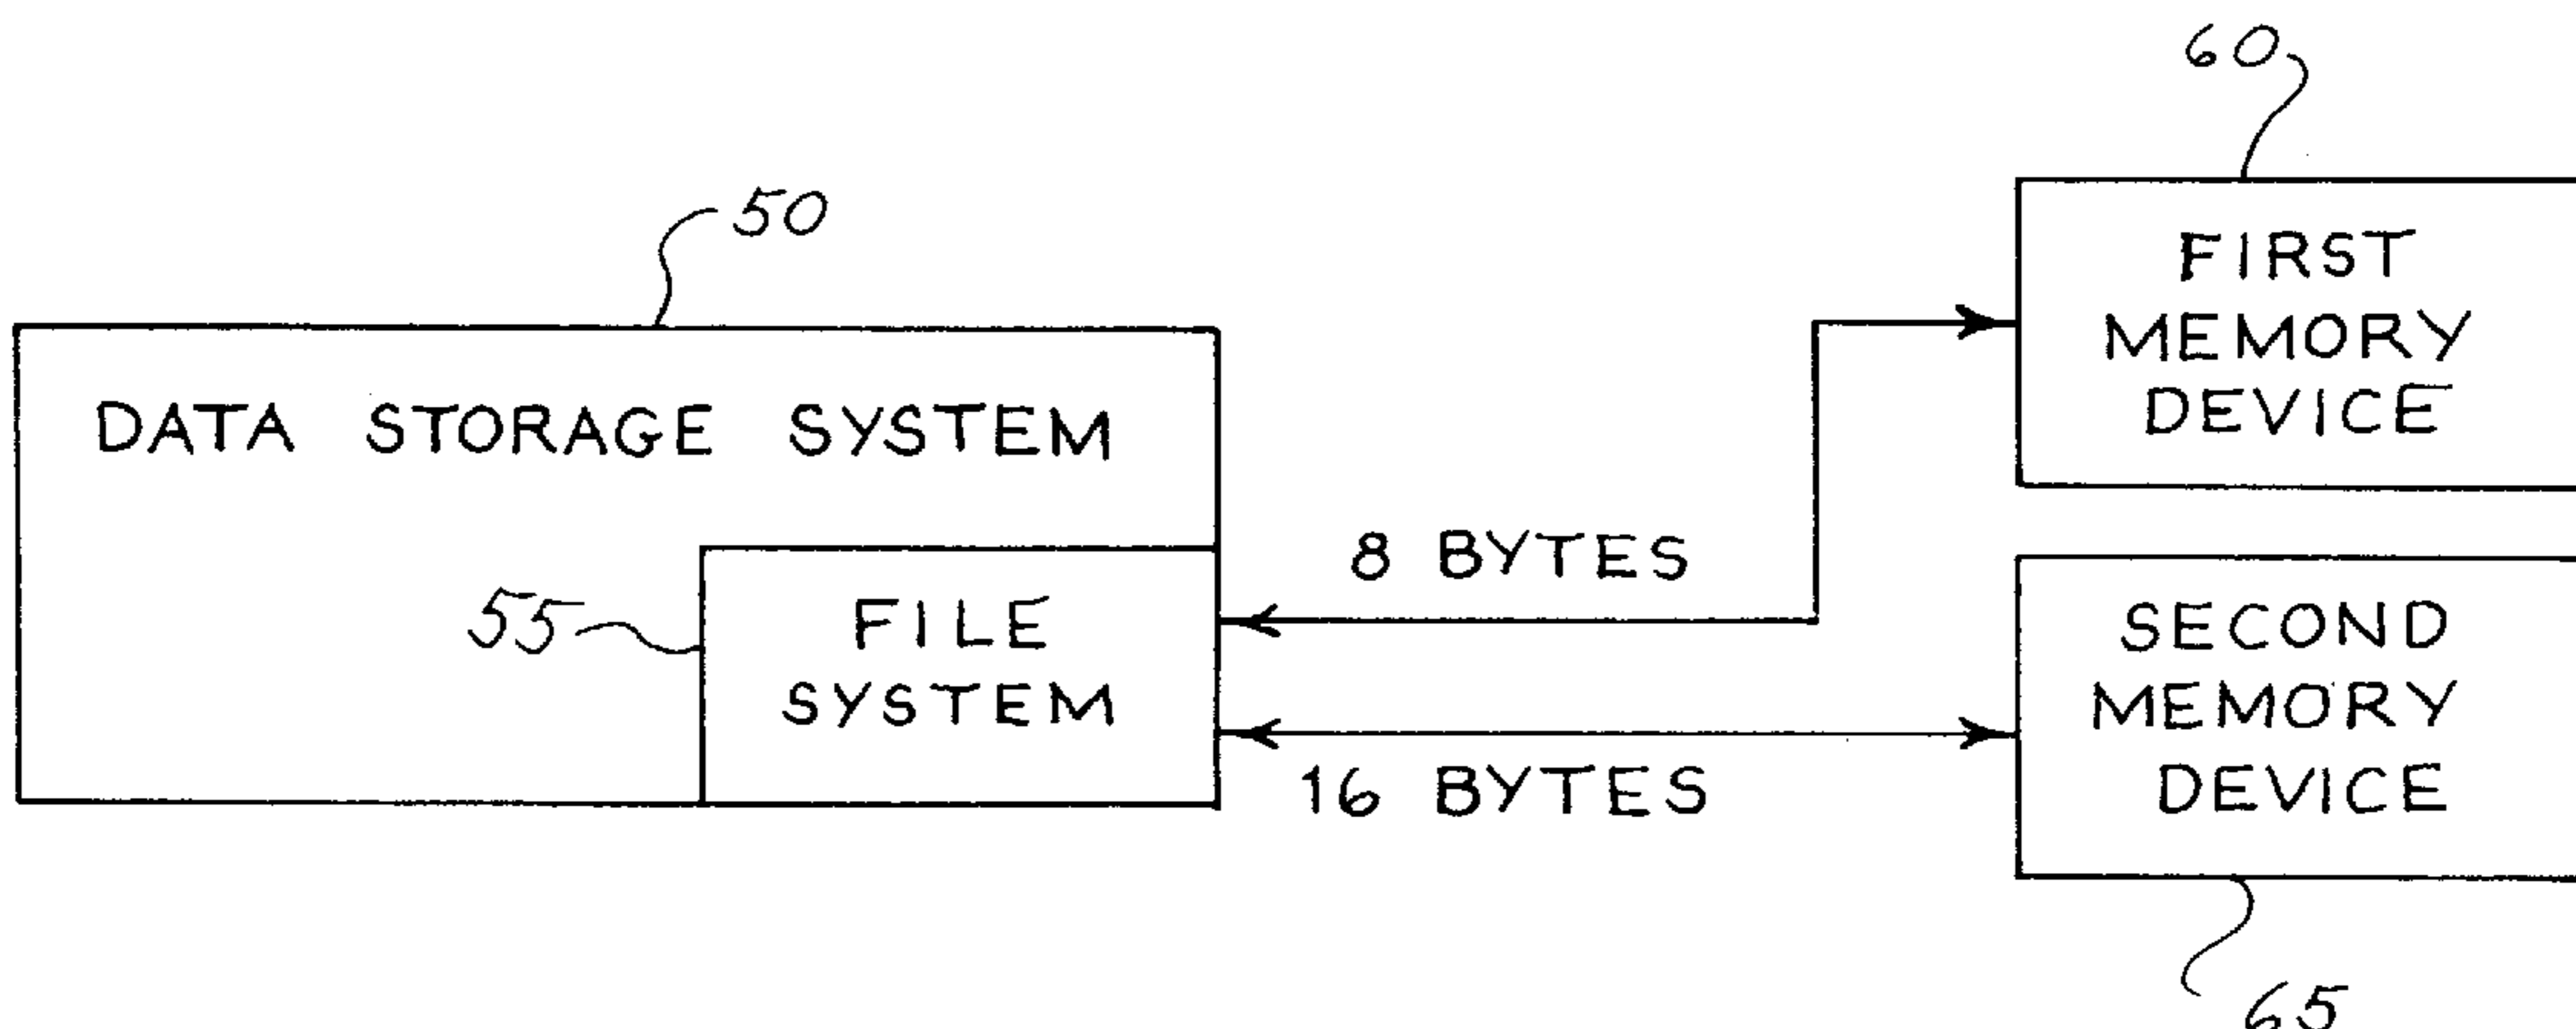 60
50
FIRST
MEMORY
DEVICE
DATA STORAGE SYSTEM
8 BYTES
55
FILE
SYSTEM
SECOND
MEMORY
DEVICE
16 BYTES
65